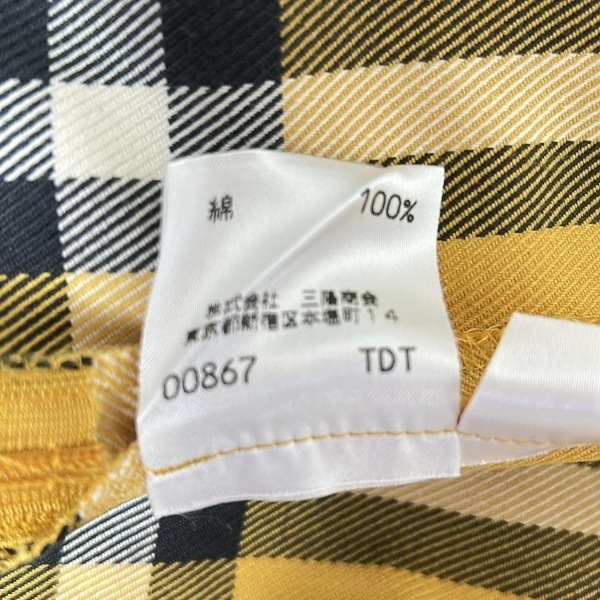 綿 100%
株式会社 三陽商会
東京都新宿区本塩町14
00867 TDT